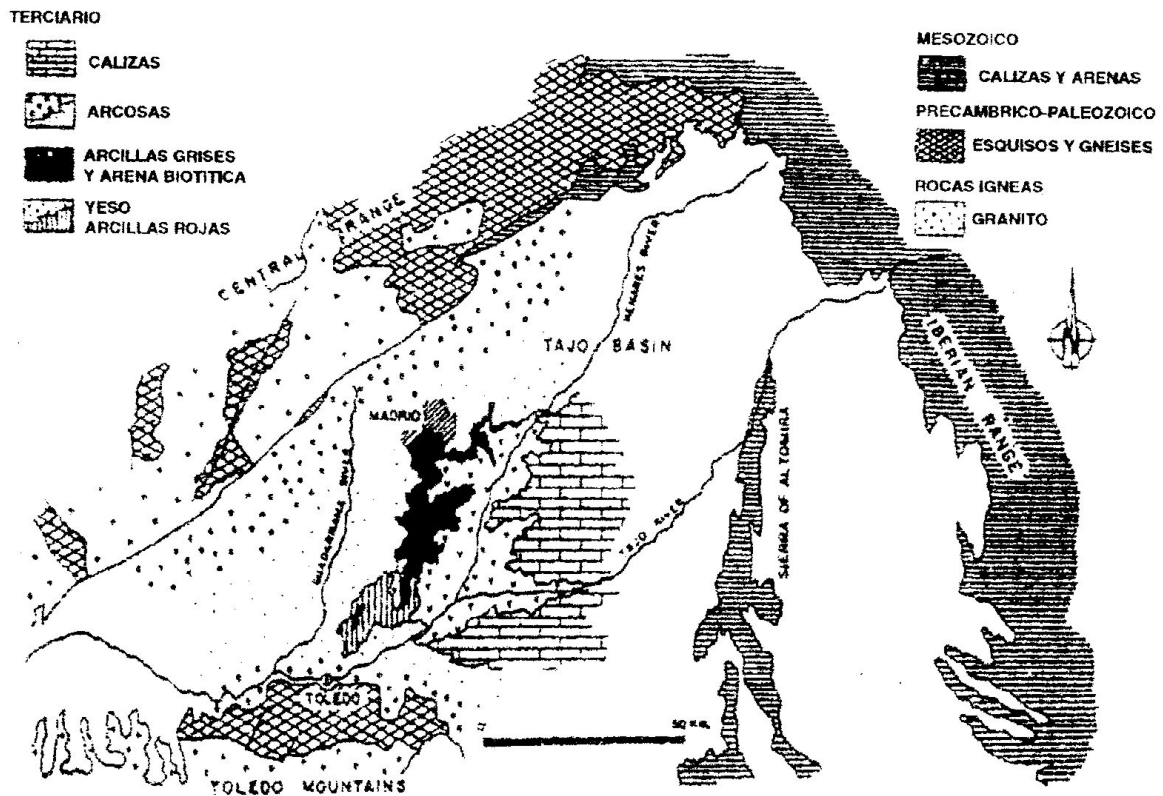 TERCIARIO
CALIZAS
ARCOSAS
ARCILLAS GRISES
Y ARENA BIOTITICA
YESO
ARCILLAS ROJAS
MESOZOICO
CALIZAS Y ARENAS
PRECAMBRICO-PALEOZOICO
ESQUISOS Y GNEISES
ROCAS IGNEAS
GRANITO
CENTRAL RANGE
HENARES RIVER
TAJO BASIN
IBERIAN RANGE
MADRID
GUADARRAMA RIVER
TAJO RIVER
SIERRA OF ALTOMIRA
N
TOLEDO
50 KM.
TOLEDO MOUNTAINS